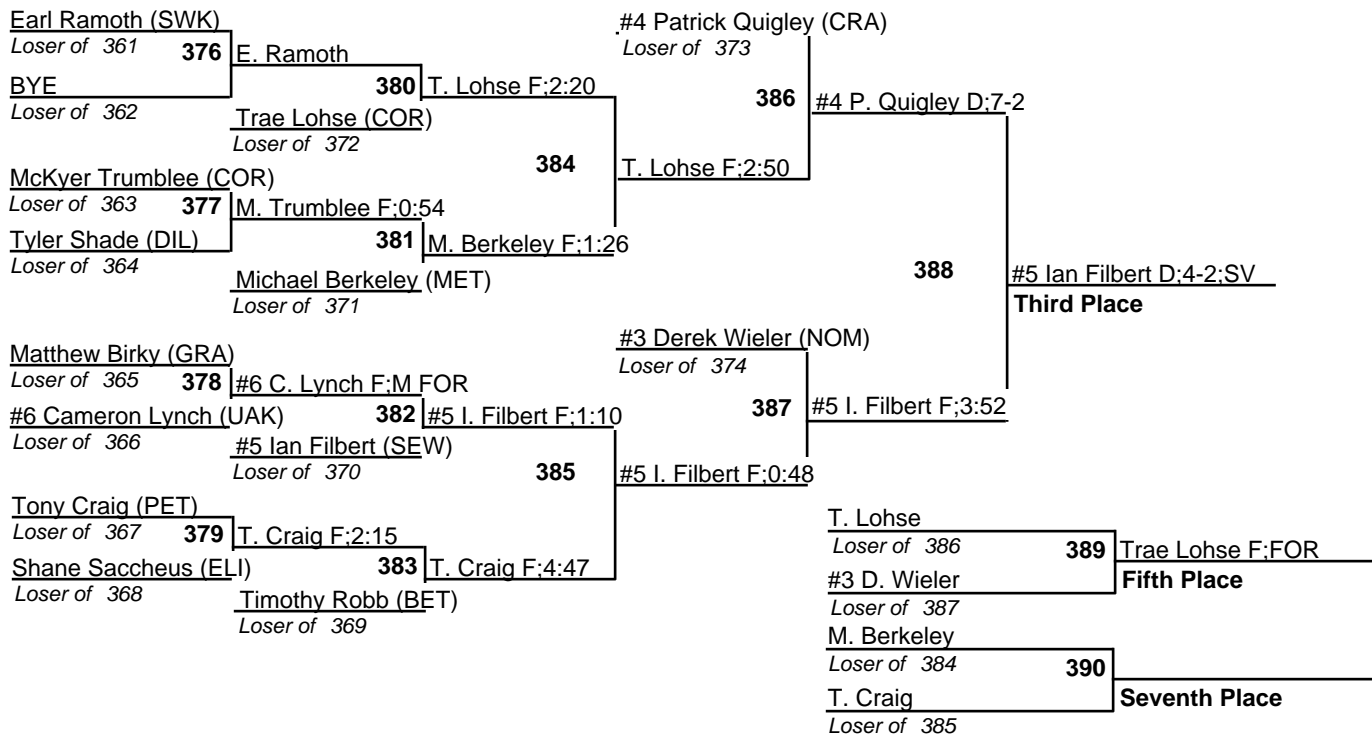 Earl Ramoth (SWK)
Loser of 361
376
E. Ramoth
BYE
Loser of 362
380
T. Lohse F;2:20
Trae Lohse (COR)
Loser of 372
384
T. Lohse F;2:50
McKyer Trumblee (COR)
Loser of 363
377
M. Trumblee F;0:54
Tyler Shade (DIL)
Loser of 364
381
M. Berkeley F;1:26
Michael Berkeley (MET)
Loser of 371
#4 Patrick Quigley (CRA)
Loser of 373
386
#4 P. Quigley D;7-2
388
#5 Ian Filbert D;4-2;SV
Third Place
Matthew Birky (GRA)
Loser of 365
378
#6 C. Lynch F;M FOR
#6 Cameron Lynch (UAK)
Loser of 366
382
#5 I. Filbert F;1:10
#5 Ian Filbert (SEW)
Loser of 370
385
#5 I. Filbert F;0:48
Tony Craig (PET)
Loser of 367
379
T. Craig F;2:15
Shane Saccheus (ELI)
Loser of 368
383
T. Craig F;4:47
Timothy Robb (BET)
Loser of 369
#3 Derek Wieler (NOM)
Loser of 374
387
#5 I. Filbert F;3:52
T. Lohse
Loser of 386
389
Trae Lohse F;FOR
Fifth Place
#3 D. Wieler
Loser of 387
M. Berkeley
Loser of 384
390
Seventh Place
T. Craig
Loser of 385